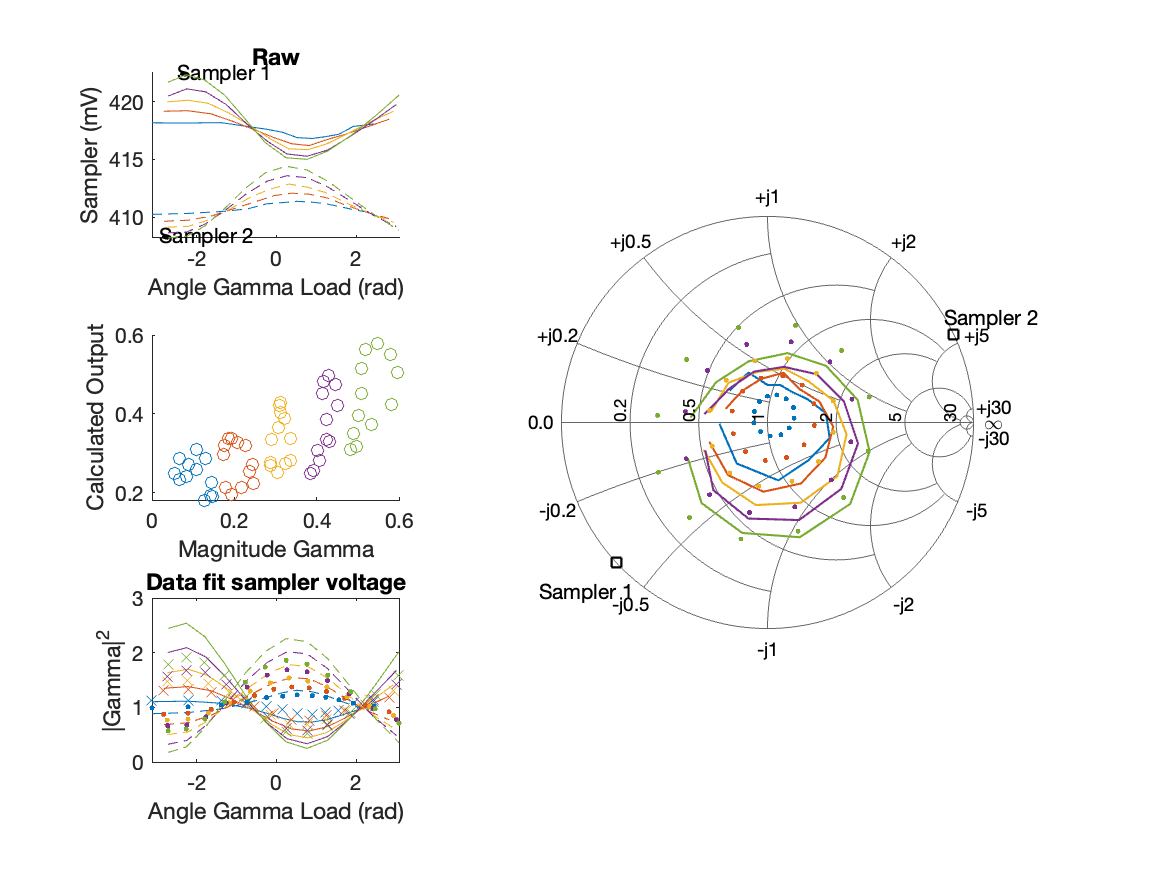 Raw
Sampler 1
Sampler (mV)
420
415
410
Sampler 2
-2
0
2
Angle Gamma Load (rad)
Calculated Output
0.6
0.4
0.2
0
0.2
0.4
0.6
Magnitude Gamma
Data fit sampler voltage
|Gamma|2
3
2
1
0
-2
0
2
Angle Gamma Load (rad)
+j1
+j0.5
+j2
+j0.2
Sampler 2
+j5
0.0
0.2
0.5
1
2
5
30
+j30
∞
-j30
-j0.2
-j5
Sampler 1
-j0.5
-j2
-j1